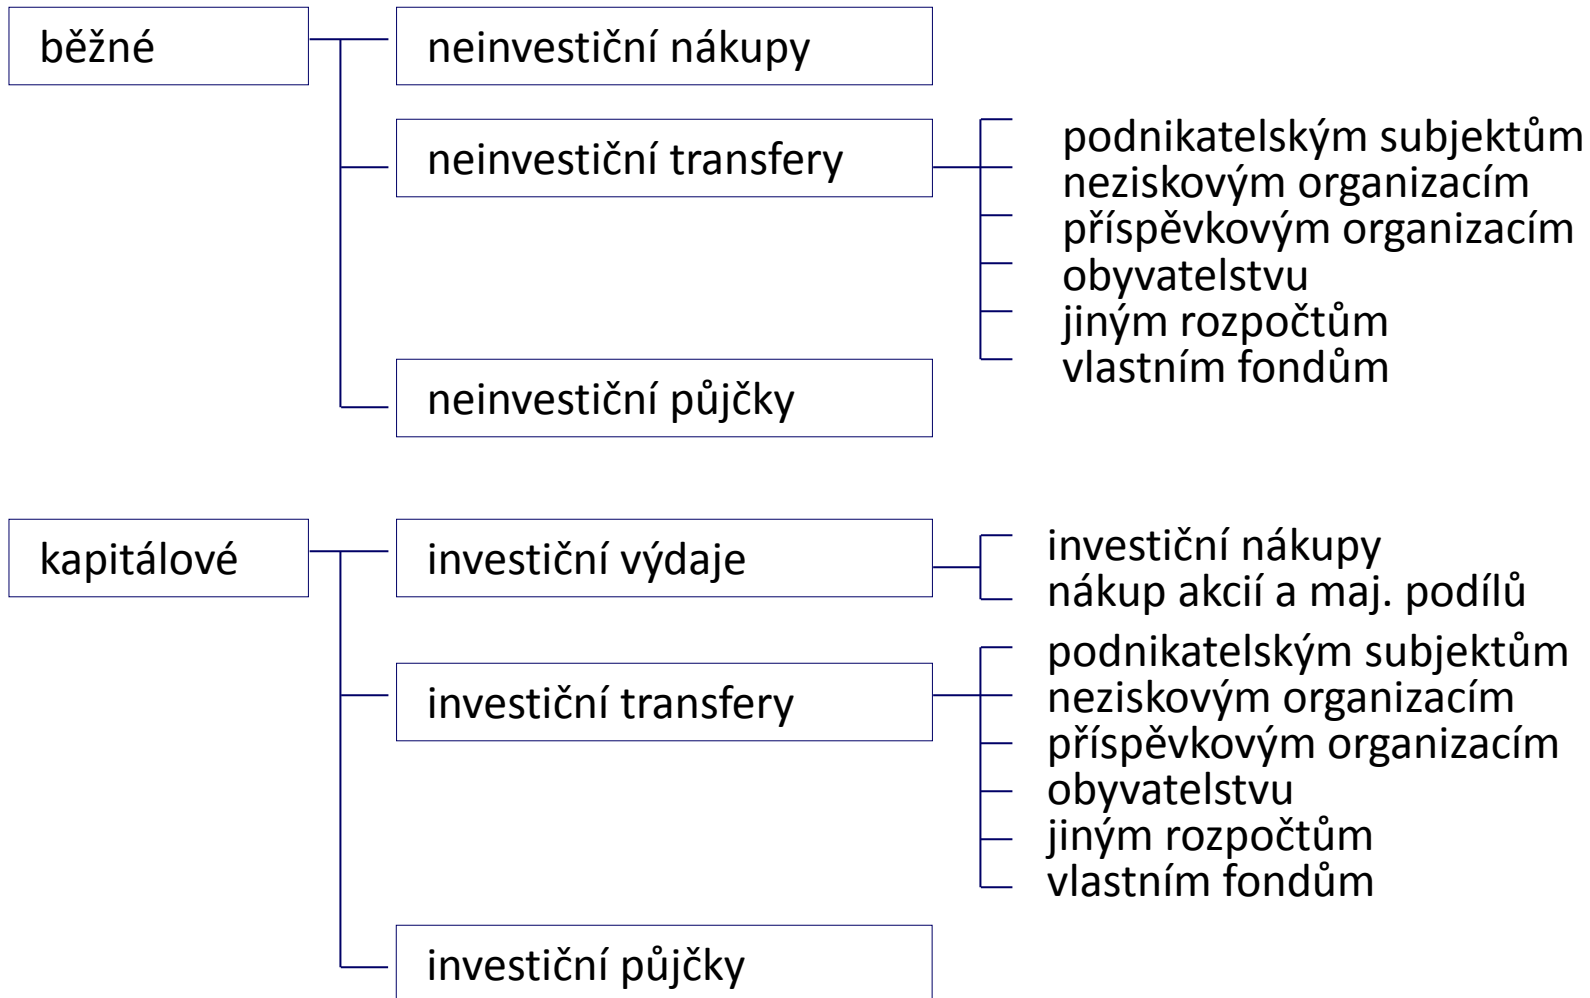 běžné
neinvestiční nákupy
neinvestiční transfery
podnikatelským subjektům
neziskovým organizacím
příspěvkovým organizacím
obyvatelstvu
jiným rozpočtům
vlastním fondům
neinvestiční půjčky
kapitálové
investiční výdaje
investiční nákupy
nákup akcií a maj. podílů
investiční transfery
podnikatelským subjektům
neziskovým organizacím
příspěvkovým organizacím
obyvatelstvu
jiným rozpočtům
vlastním fondům
investiční půjčky